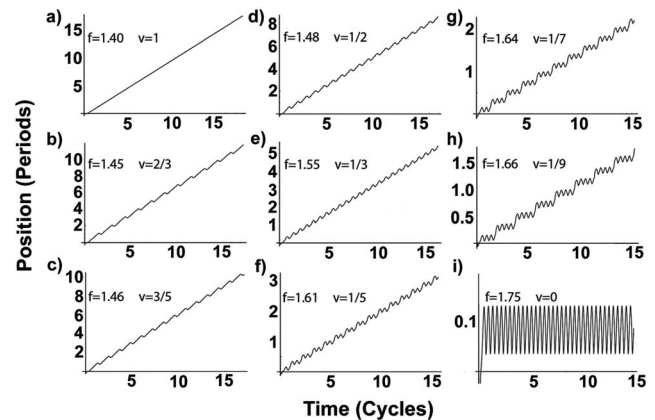 Position (Periods)
a)
f=1.40 v=1
15
10
5
5 10 15
b)
f=1.45 v=2/3
10
8
6
4
2
5 10 15
c)
f=1.46 v=3/5
10
8
6
4
2
5 10 15
d)
f=1.48 v=1/2
8
6
4
2
5 10 15
e)
f=1.55 v=1/3
5
4
3
2
1
5 10 15
f)
f=1.61 v=1/5
3
2
1
5 10 15
g)
f=1.64 v=1/7
2
1
5 10 15
h)
f=1.66 v=1/9
1.5
1.0
0.5
5 10 15
i)
f=1.75 v=0
0.1
5 10 15
Time (Cycles)